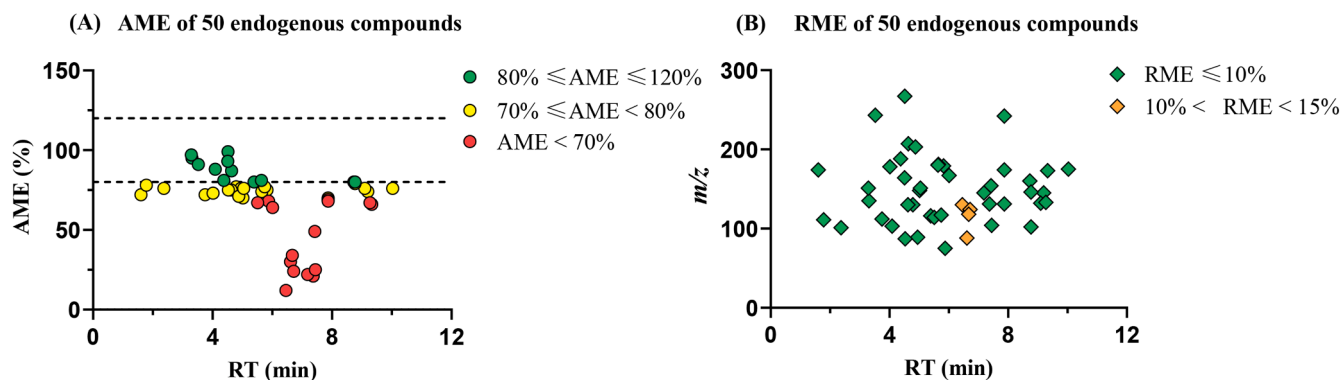 (A) AME of 50 endogenous compounds
150
100
50
0
AME (%)
0 4 8 12
RT (min)
80% ≤AME ≤120%
70% ≤AME < 80%
AME < 70%
(B) RME of 50 endogenous compounds
300
200
100
0
m/z
0 4 8 12
RT (min)
RME ≤10%
10% < RME < 15%